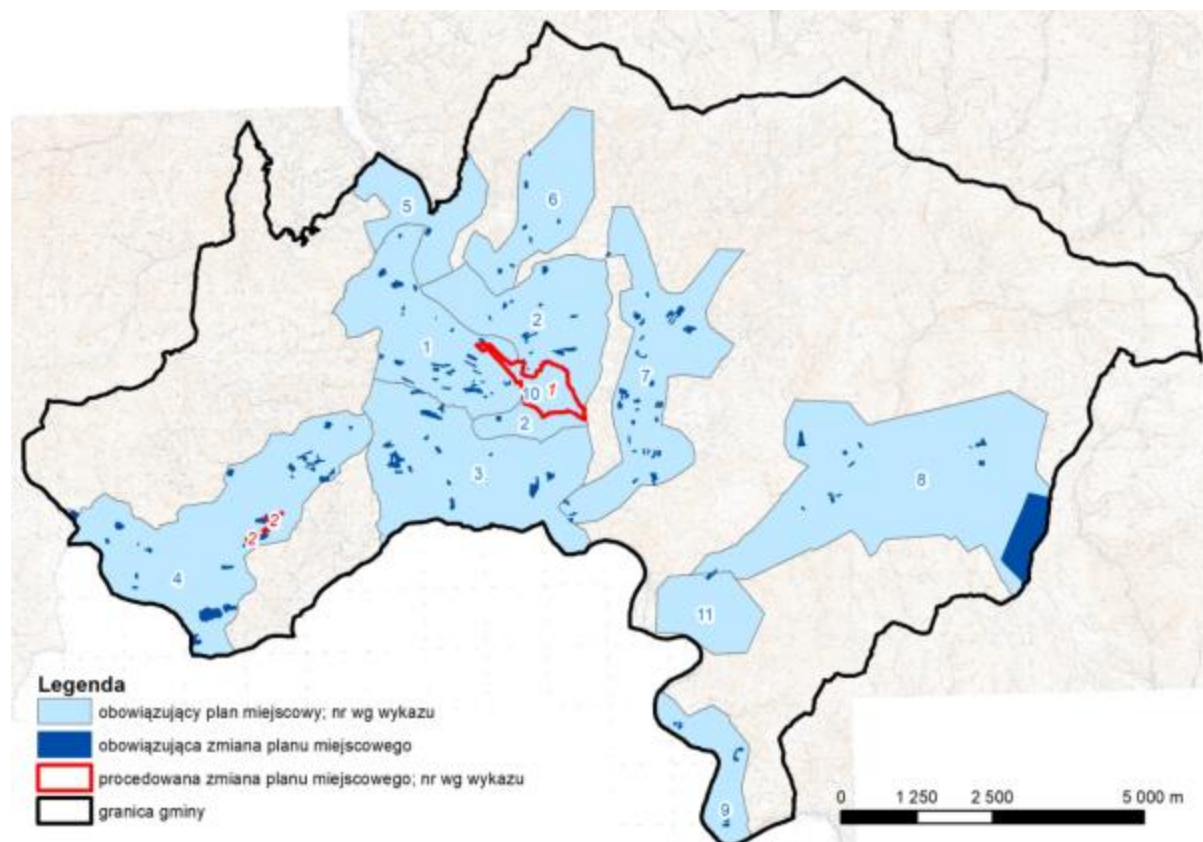 5
6
2
1
7
10 1
2
3
8
2
2
4
11
9
Legenda
obowiązujący plan miejscowy; nr wg wykazu
obowiązująca zmiana planu miejscowego
procedowana zmiana planu miejscowego; nr wg wykazu
granica gminy
0 1 250 2 500 5 000 m